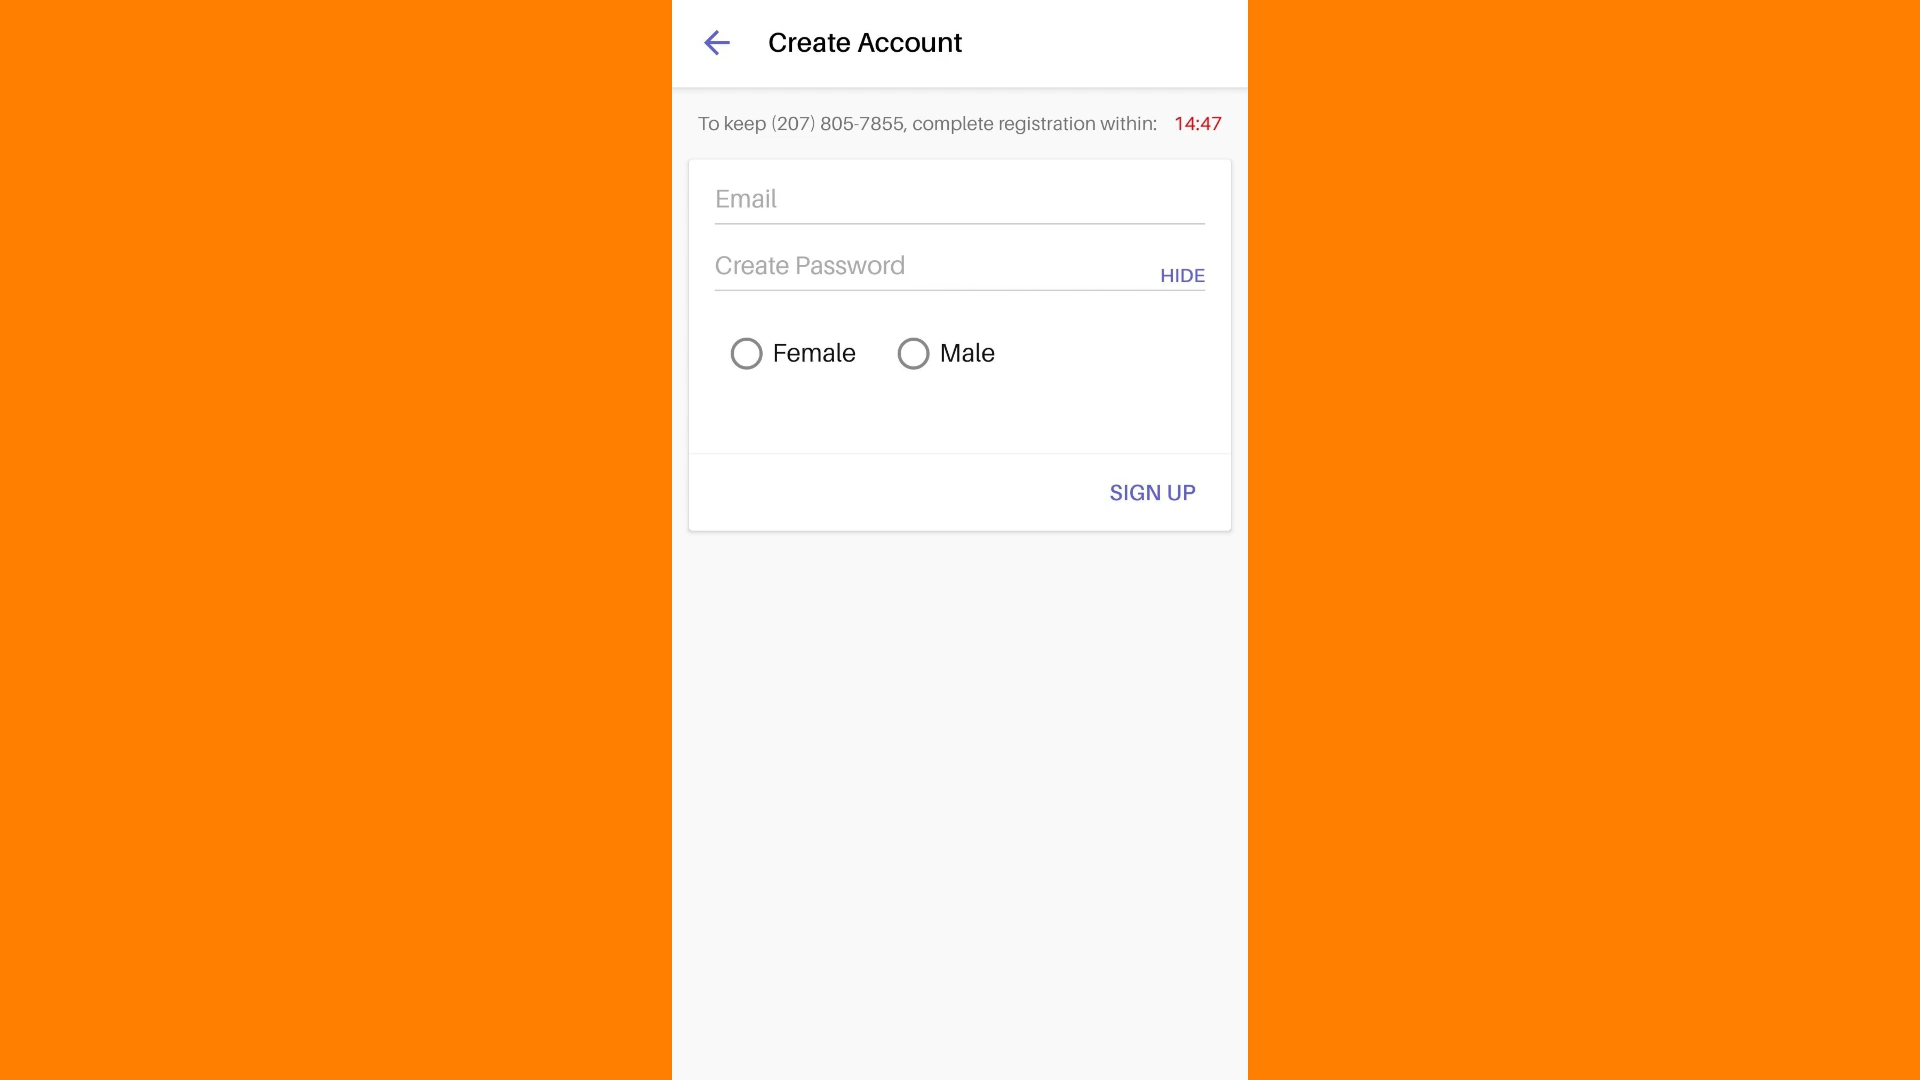 Create Account
To keep (207) 805-7855, complete registration within: 14:47
Email
Create Password
HIDE
Female Male
SIGN UP